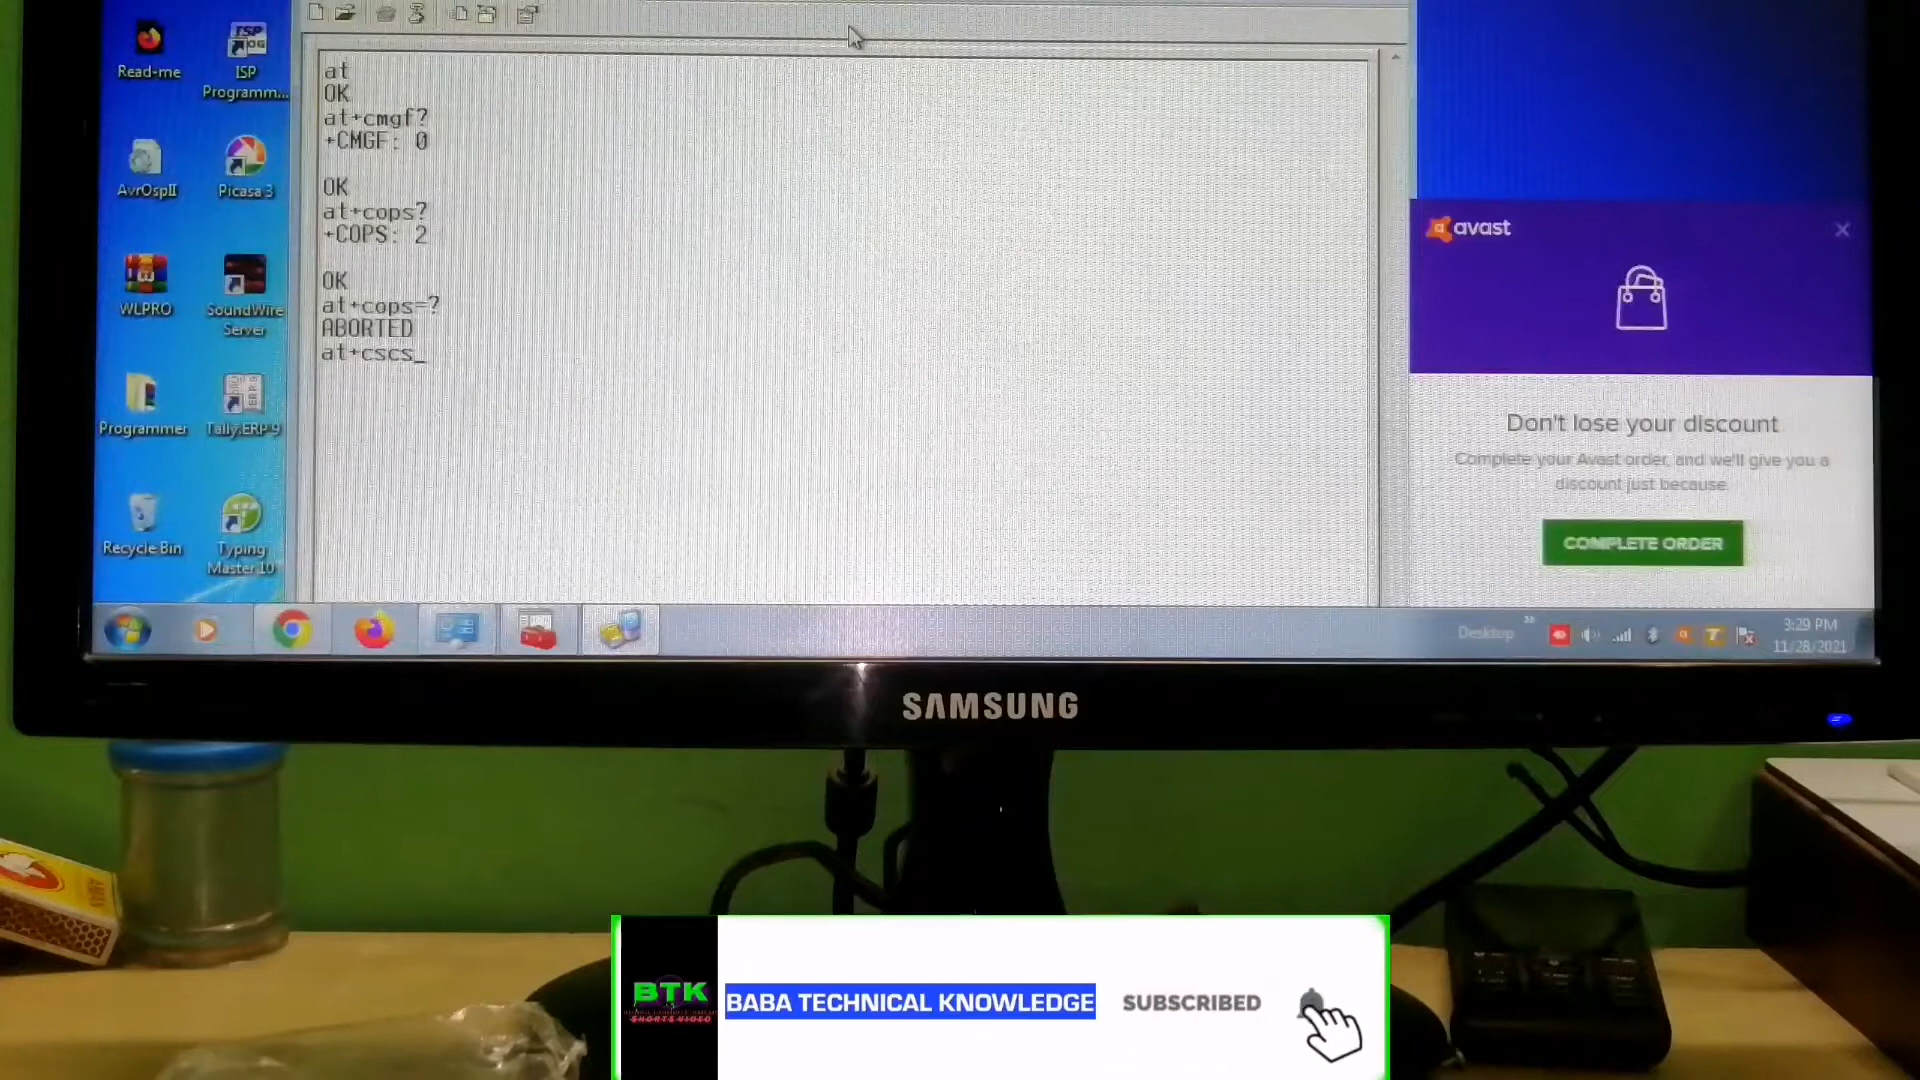 Read-me
ISP
Programm...
AvrOspII
Picasa 3
WLPRO
SoundWire
Server
Programmer
Tally.ERP 9
Recycle Bin
Typing
Master 10
at
OK
at+cmgf?
+CMGF: 0
OK
at+cops?
+COPS: 2
OK
at+cops=?
ABORTED
at+cscs_
avast
Don't lose your discount
Complete your Avast order, and we'll give you a
discount just because.
COMPLETE ORDER
Desktop
3:29 PM
11/28/2021
SAMSUNG
BTK
SHORTS VIDEO
BABA TECHNICAL KNOWLEDGE
SUBSCRIBED